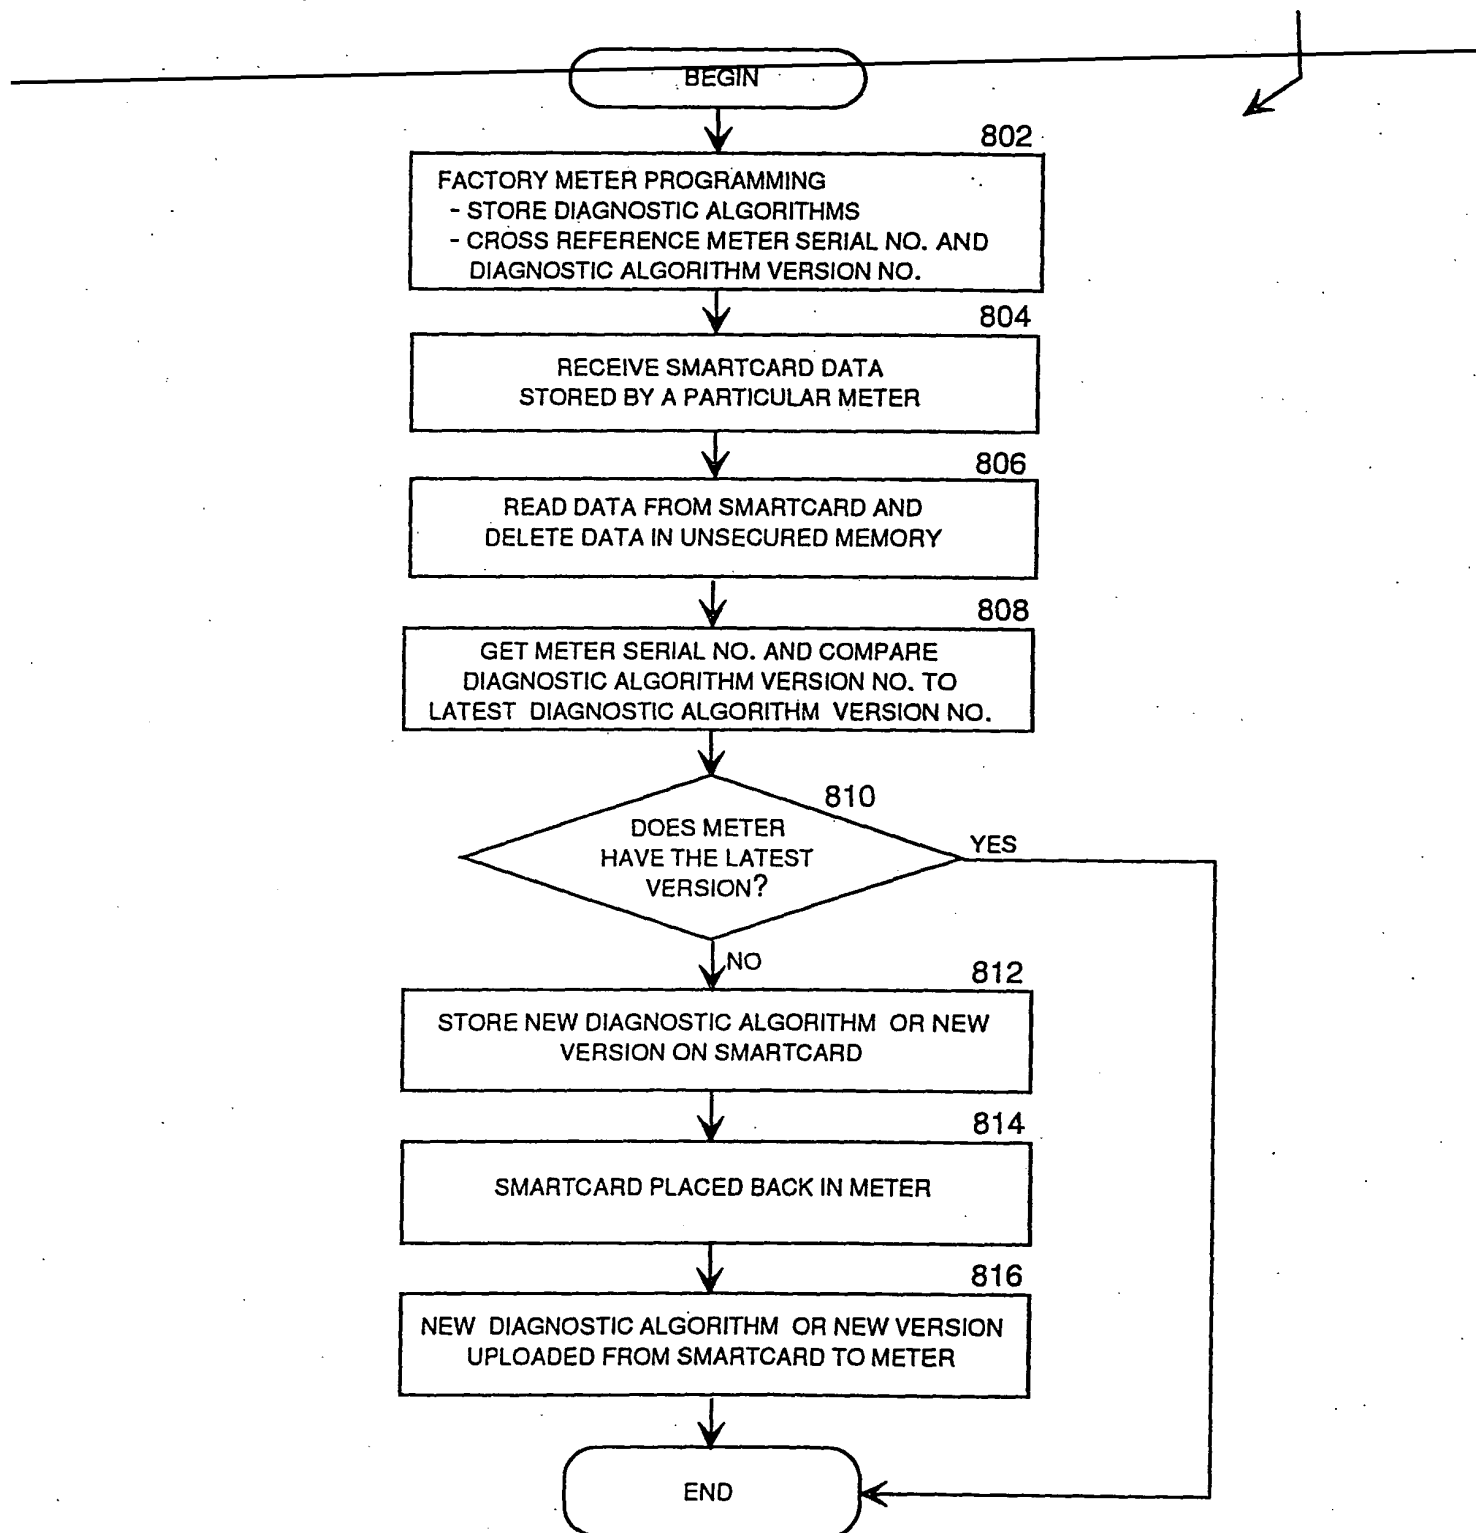 BEGIN
802
FACTORY METER PROGRAMMING
- STORE DIAGNOSTIC ALGORITHMS
- CROSS REFERENCE METER SERIAL NO. AND
DIAGNOSTIC ALGORITHM VERSION NO.
804
RECEIVE SMARTCARD DATA
STORED BY A PARTICULAR METER
806
READ DATA FROM SMARTCARD AND
DELETE DATA IN UNSECURED MEMORY
808
GET METER SERIAL NO. AND COMPARE
DIAGNOSTIC ALGORITHM VERSION NO. TO
LATEST DIAGNOSTIC ALGORITHM VERSION NO.
810
DOES METER
HAVE THE LATEST
VERSION?
YES
NO
812
STORE NEW DIAGNOSTIC ALGORITHM OR NEW
VERSION ON SMARTCARD
814
SMARTCARD PLACED BACK IN METER
816
NEW DIAGNOSTIC ALGORITHM OR NEW VERSION
UPLOADED FROM SMARTCARD TO METER
END